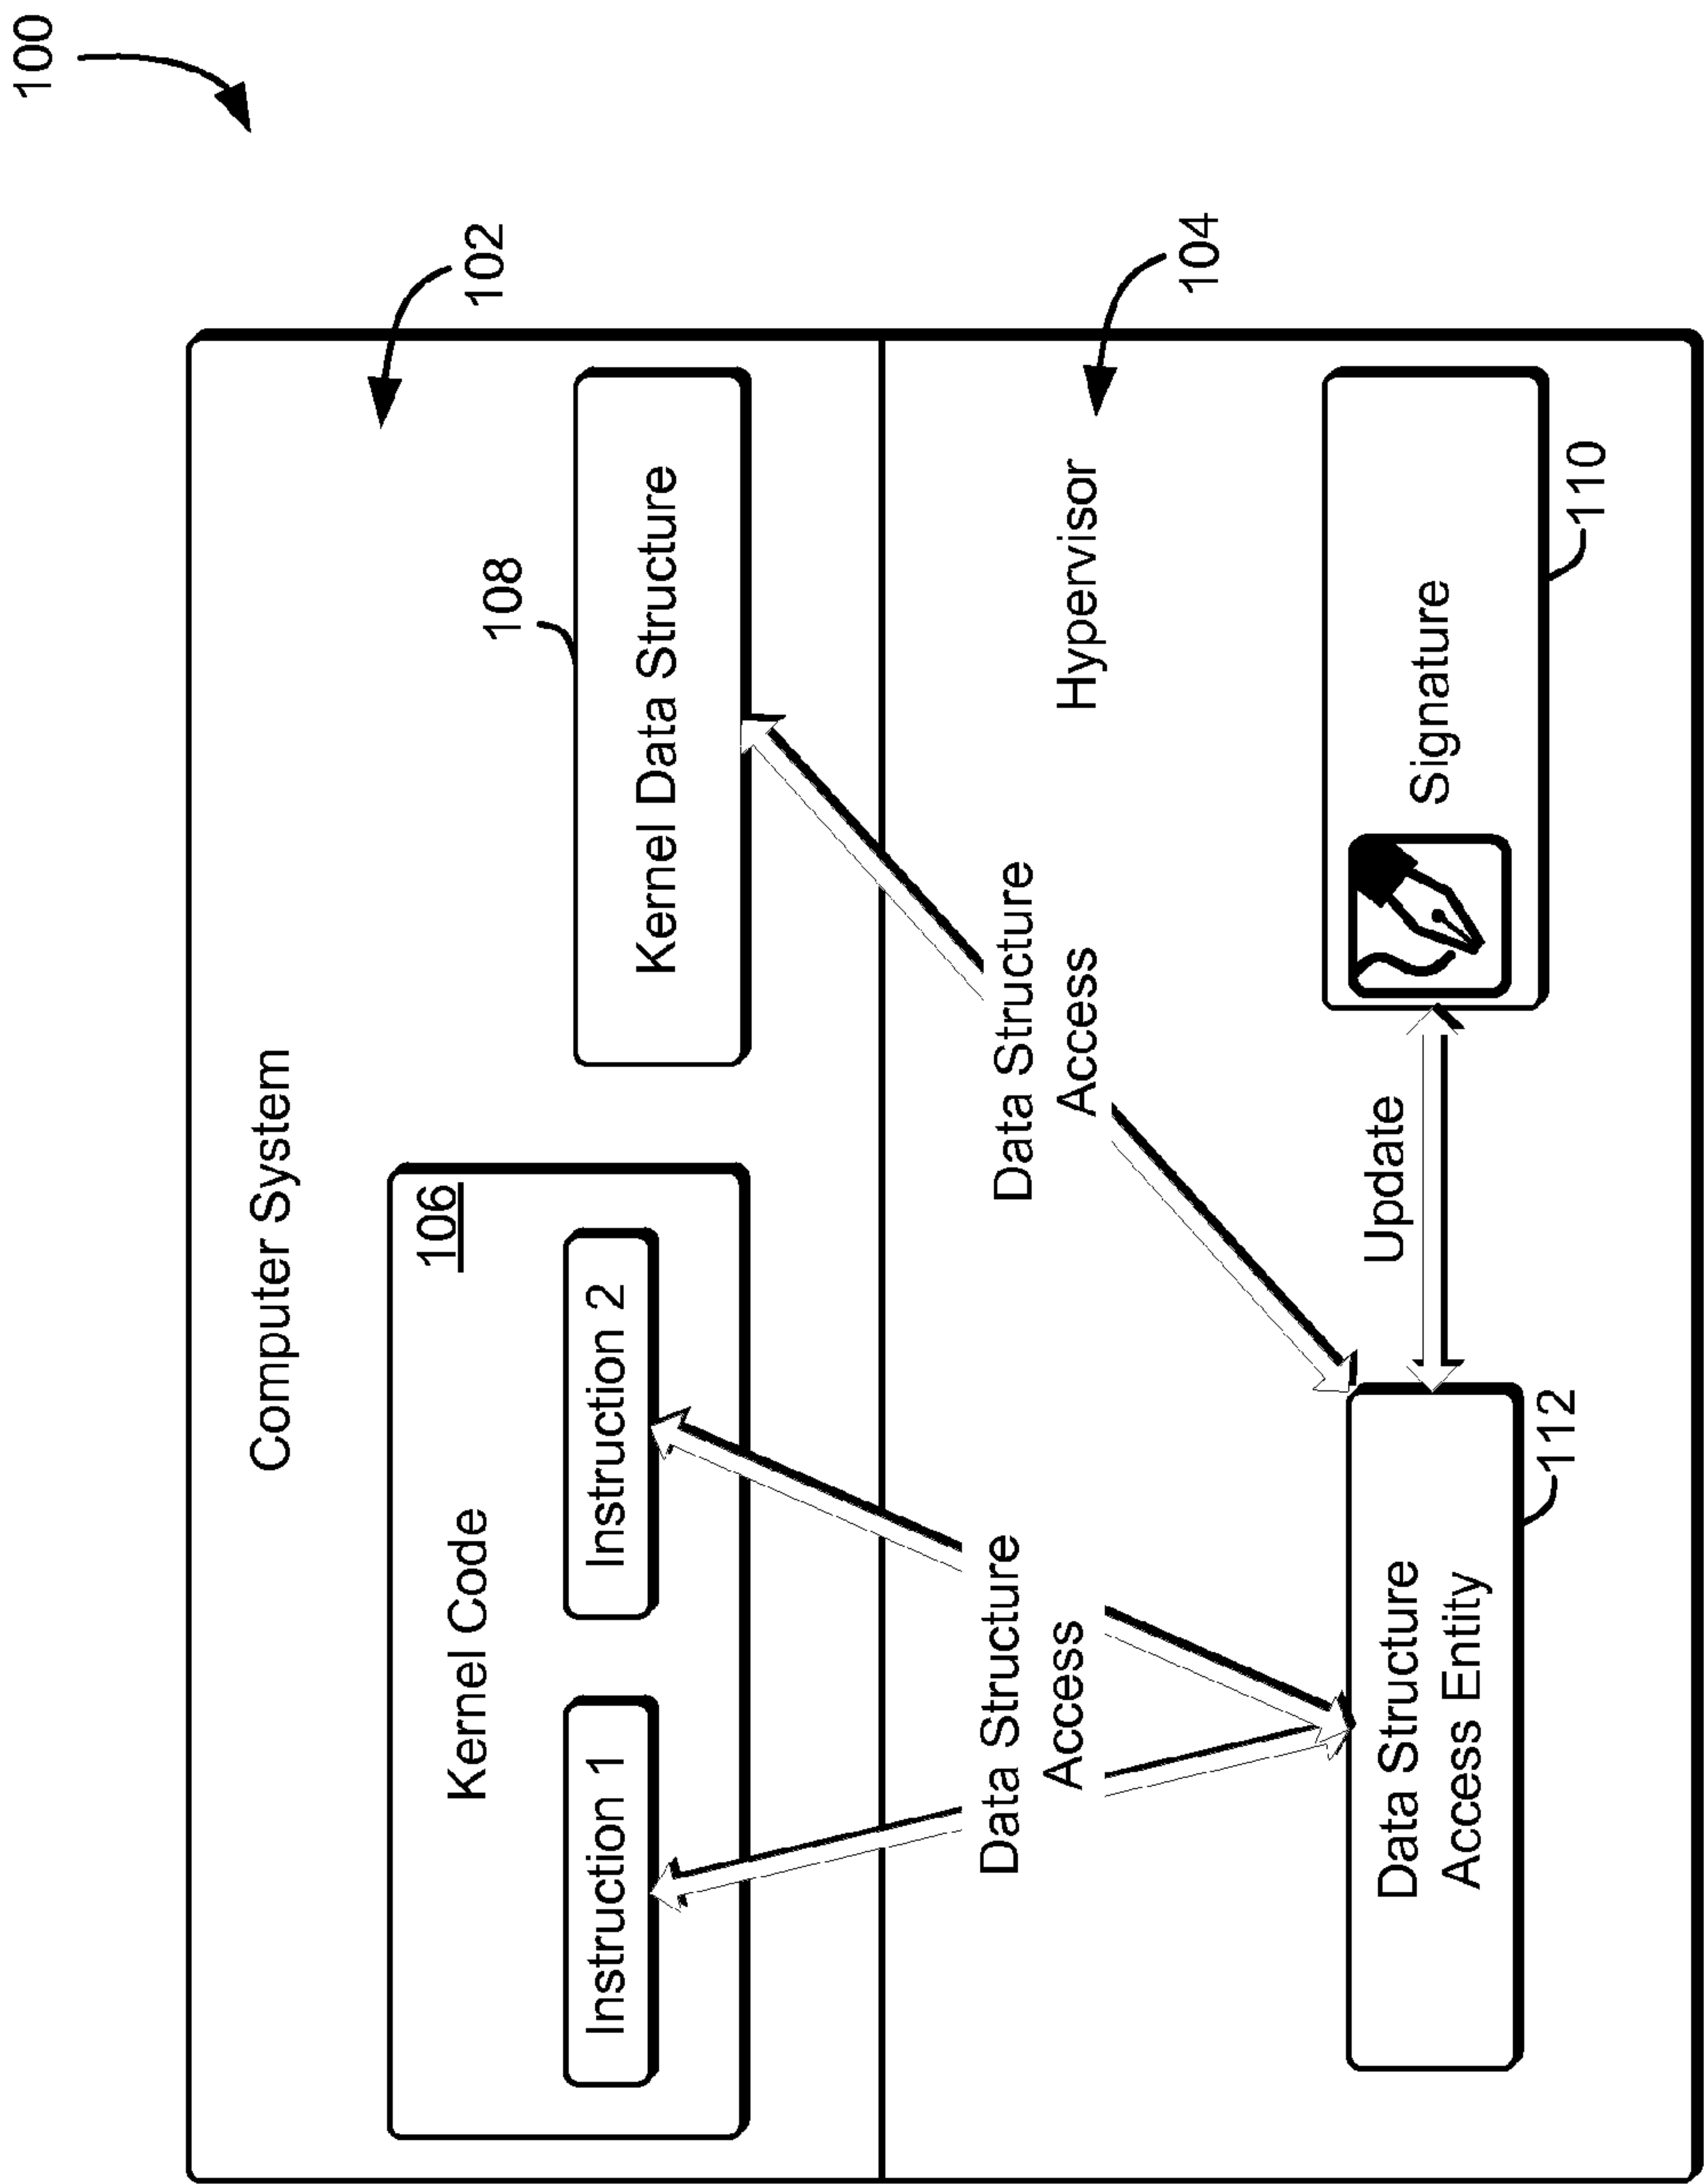 100
Computer System
102
Kernel Code
106
Instruction 1
Instruction 2
108
Kernel Data Structure
Data Structure
Access
Data Structure
Access
Hypervisor
104
Data Structure
Access Entity
112
Update
Signature
110